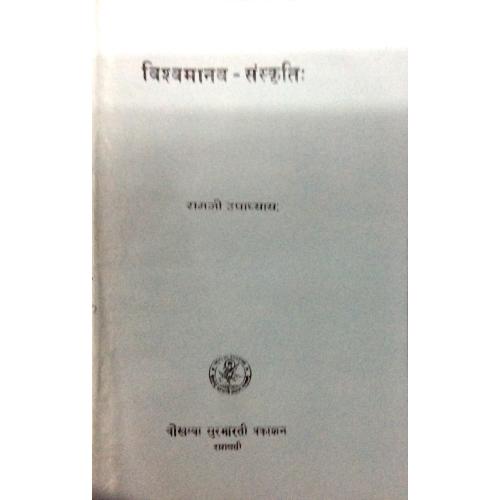 विश्वमानव - संस्कृतिः
रामजी उपाध्यायः
चौखम्बा सुरभारती प्रकाशन
वाराणसी